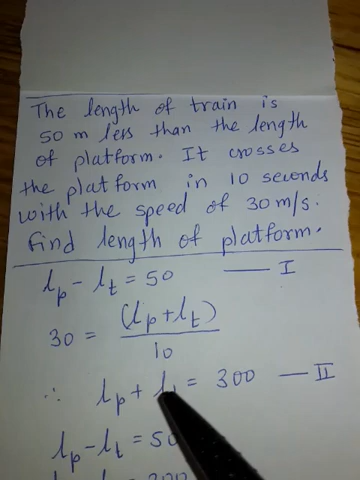 The length of train is
50 m less than the length
of platform. It crosses
the platform in 10 seconds
with the speed of 30 m/s.
Find length of platform.
lp - lt = 50 — I
30 = (lp + lt) / 10
∴ lp + = 300 — II
lp - lt = 50